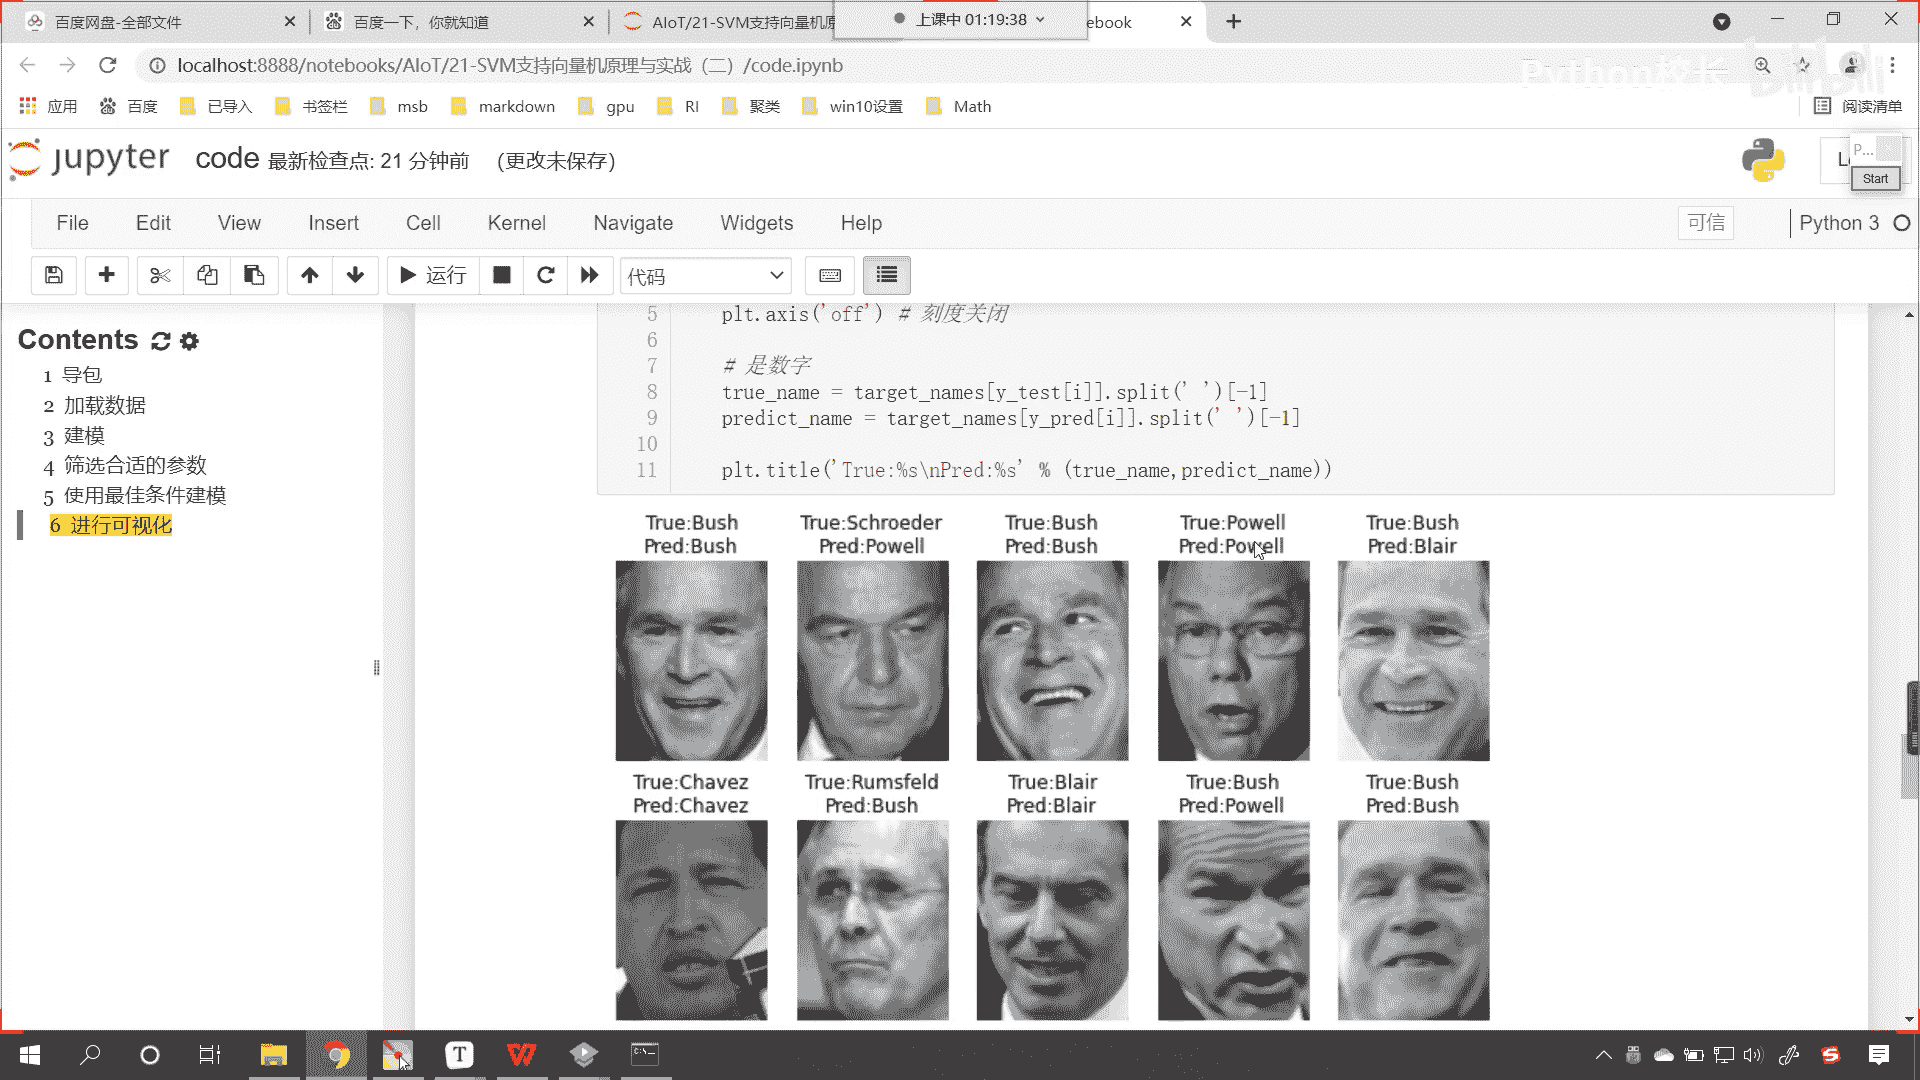 百度网盘-全部文件
百度一下，你就知道
AIoT/21-SVM支持向量机原
上课中 01:19:38
ebook
localhost:8888/notebooks/AIoT/21-SVM支持向量机原理与实战（二）/code.ipynb
Python校长
bilibili
应用
百度
已导入
书签栏
msb
markdown
gpu
RI
聚类
win10设置
Math
阅读清单
jupyter
code 最新检查点: 21 分钟前 (更改未保存)
P...
Start
File
Edit
View
Insert
Cell
Kernel
Navigate
Widgets
Help
可信
Python 3
运行
代码
Contents
1 导包
2 加载数据
3 建模
4 筛选合适的参数
5 使用最佳条件建模
6 进行可视化
5 plt.axis('off') # 刻度关闭
6
7 # 是数字
8 true_name = target_names[y_test[i]].split(' ')[-1]
9 predict_name = target_names[y_pred[i]].split(' ')[-1]
10
11 plt.title('True:%s\nPred:%s' % (true_name,predict_name))
True:Bush
Pred:Bush
True:Schroeder
Pred:Powell
True:Bush
Pred:Bush
True:Powell
Pred:Powell
True:Bush
Pred:Blair
True:Chavez
Pred:Chavez
True:Rumsfeld
Pred:Bush
True:Blair
Pred:Blair
True:Bush
Pred:Powell
True:Bush
Pred:Bush